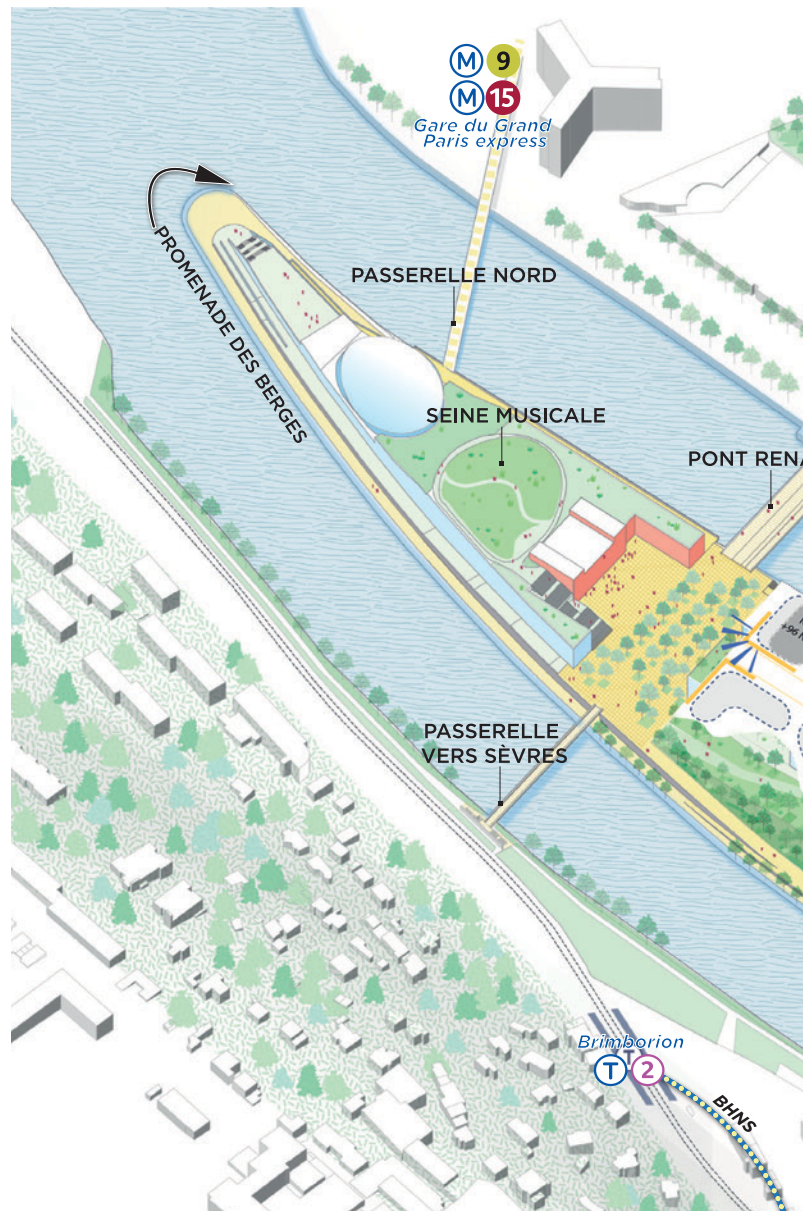 M 9
M 15
Gare du Grand
Paris express
PROMENADE DES BERGES
PASSERELLE NORD
SEINE MUSICALE
PONT RENA
PASSERELLE
VERS SÈVRES
Brimborion
T 2
T
BHNS